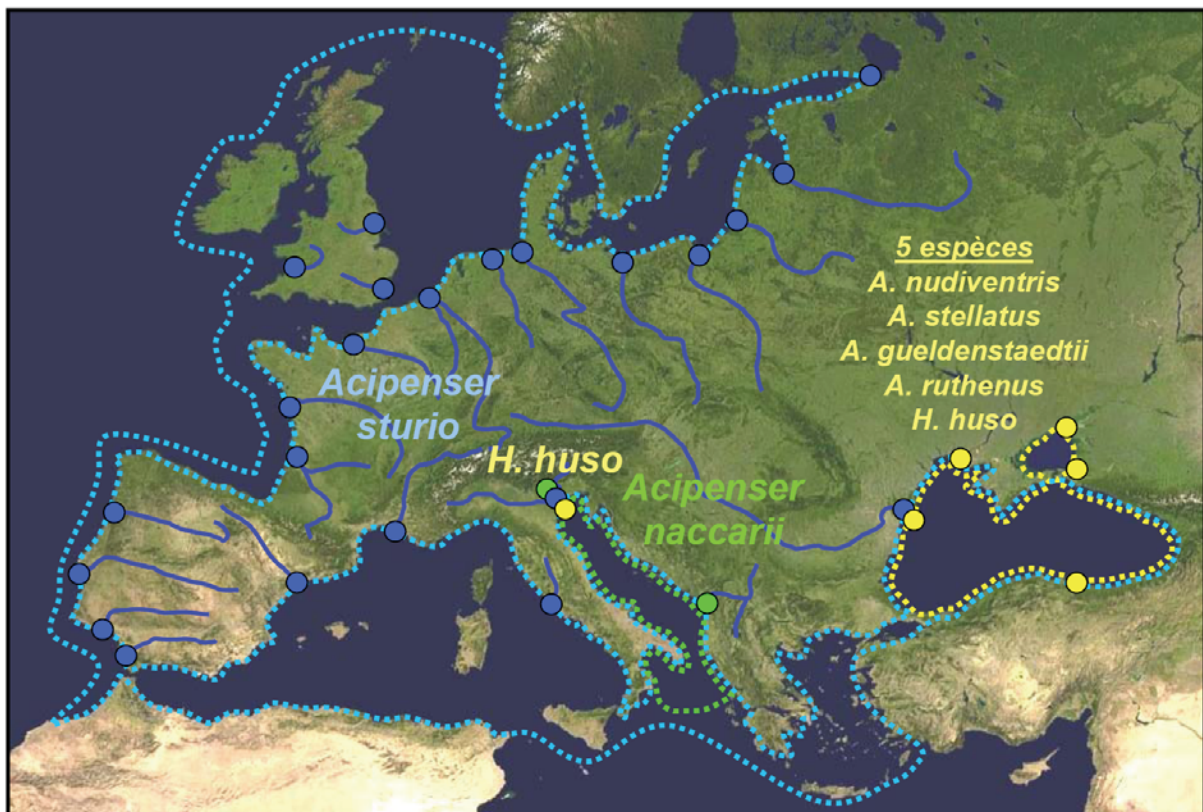 5 espèces
A. nudiventris
A. stellatus
A. gueldenstaedtii
A. ruthenus
H. huso
Acipenser
sturio
H. huso
Acipenser
naccarii